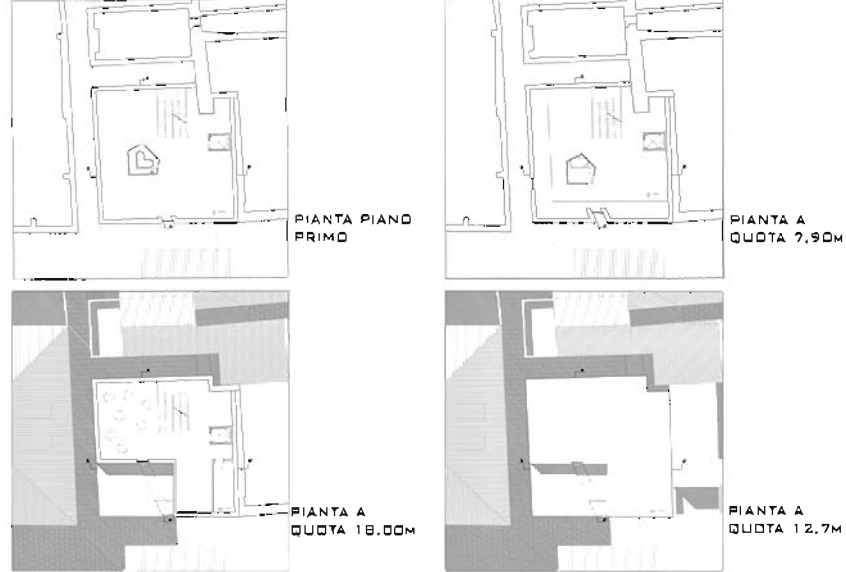 PIANTA PIANO
PRIMO
PIANTA A
QUOTA 7,90M
PIANTA A
QUOTA 18,00M
PIANTA A
QUOTA 12,7M